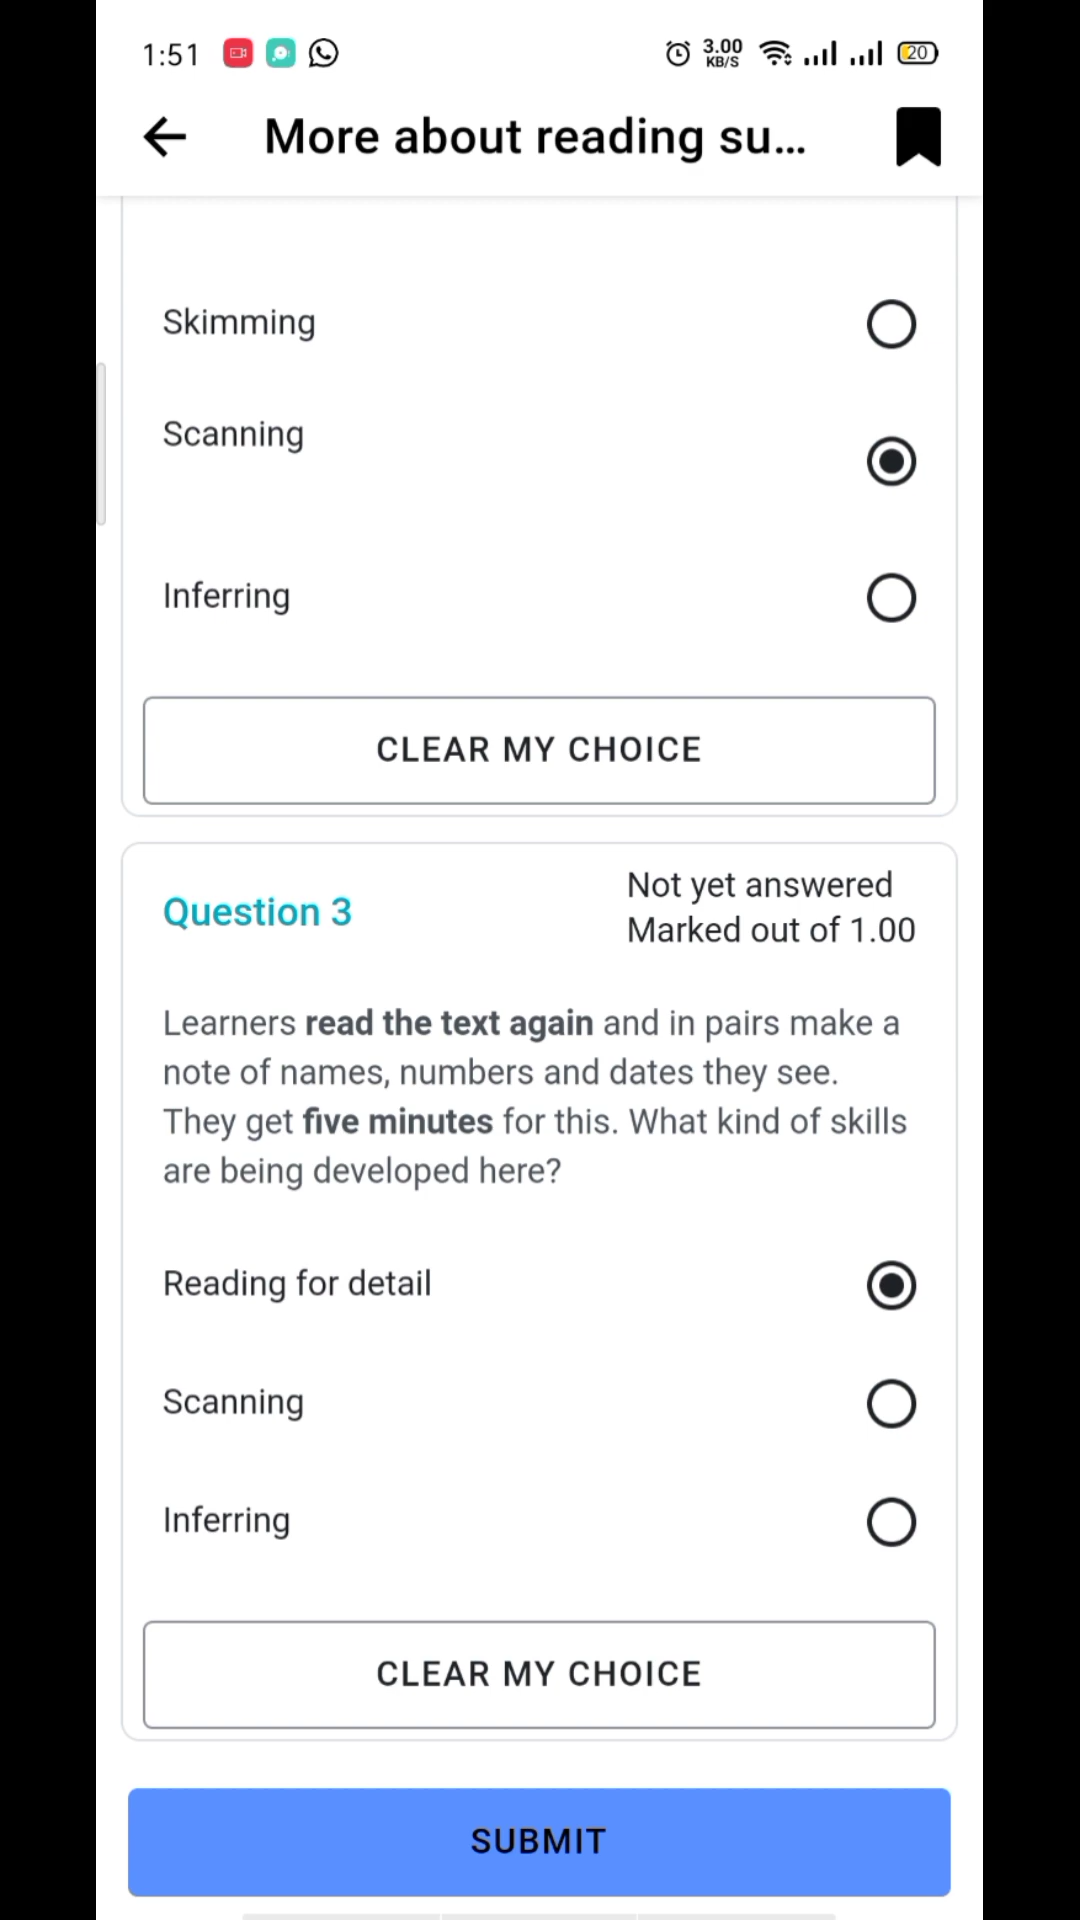 1:51
3.00
KB/S
20
More about reading su...
Skimming
Scanning
Inferring
CLEAR MY CHOICE
Question 3
Not yet answered
Marked out of 1.00
Learners read the text again and in pairs make a
note of names, numbers and dates they see.
They get five minutes for this. What kind of skills
are being developed here?
Reading for detail
Scanning
Inferring
CLEAR MY CHOICE
SUBMIT